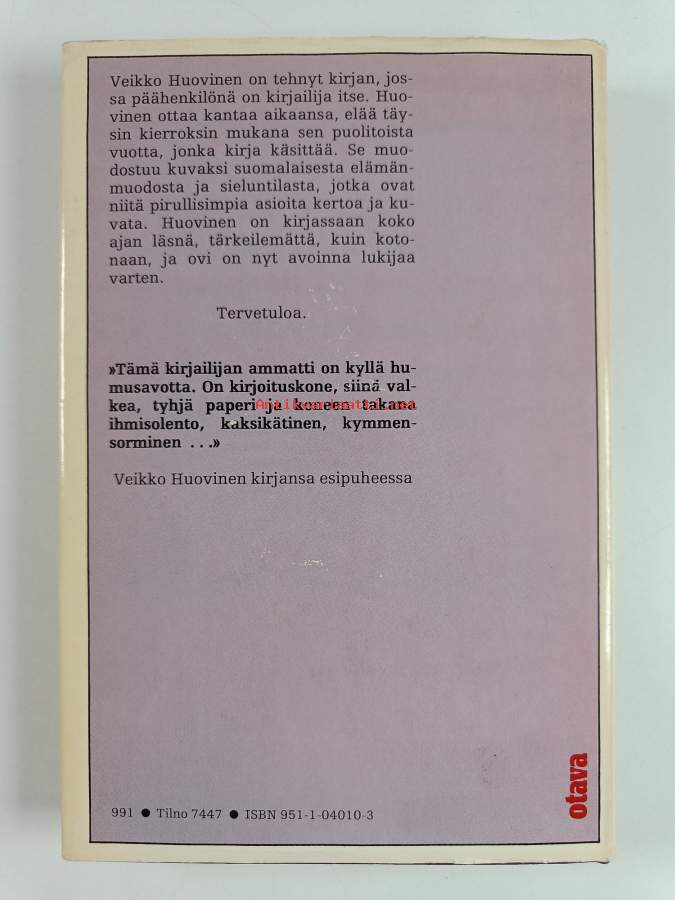 Veikko Huovinen on tehnyt kirjan, jos-
sa päähenkilönä on kirjailija itse. Huo-
vinen ottaa kantaa aikaansa, elää täy-
sin kierroksin mukana sen puolitoista
vuotta, jonka kirja käsittää. Se muo-
dostuu kuvaksi suomalaisesta elämän-
muodosta ja sieluntilasta, jotka ovat
niitä pirullisimpia asioita kertoa ja ku-
vata. Huovinen on kirjassaan koko
ajan läsnä, tärkeilemättä, kuin koto-
naan, ja ovi on nyt avoinna lukijaa
varten.
Tervetuloa.
»Tämä kirjailijan ammatti on kyllä hu-
musavotta. On kirjoituskone, siinä val-
kea, tyhjä paperi ja koneen takana
ihmisolento, kaksikätinen, kymmen-
sorminen . . .»
Veikko Huovinen kirjansa esipuheessa
Antikvariaatti.net
otava
991 ● Tilno 7447 ● ISBN 951-1-04010-3